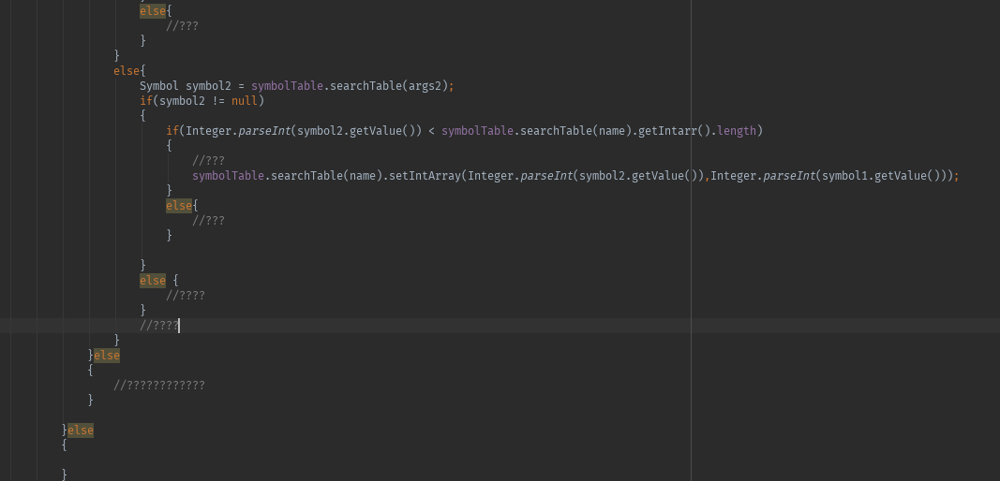 else{
//???
}
}
else{
Symbol symbol2 = symbolTable.searchTable(args2);
if(symbol2 != null)
{
if(Integer.parseInt(symbol2.getValue()) < symbolTable.searchTable(name).getIntarr().length)
{
//???
symbolTable.searchTable(name).setIntArray(Integer.parseInt(symbol2.getValue()),Integer.parseInt(symbol1.getValue()));
}
else{
//???
}
}
else {
//????
}
//????
}
}else
{
//????????????
}
}else
{
}